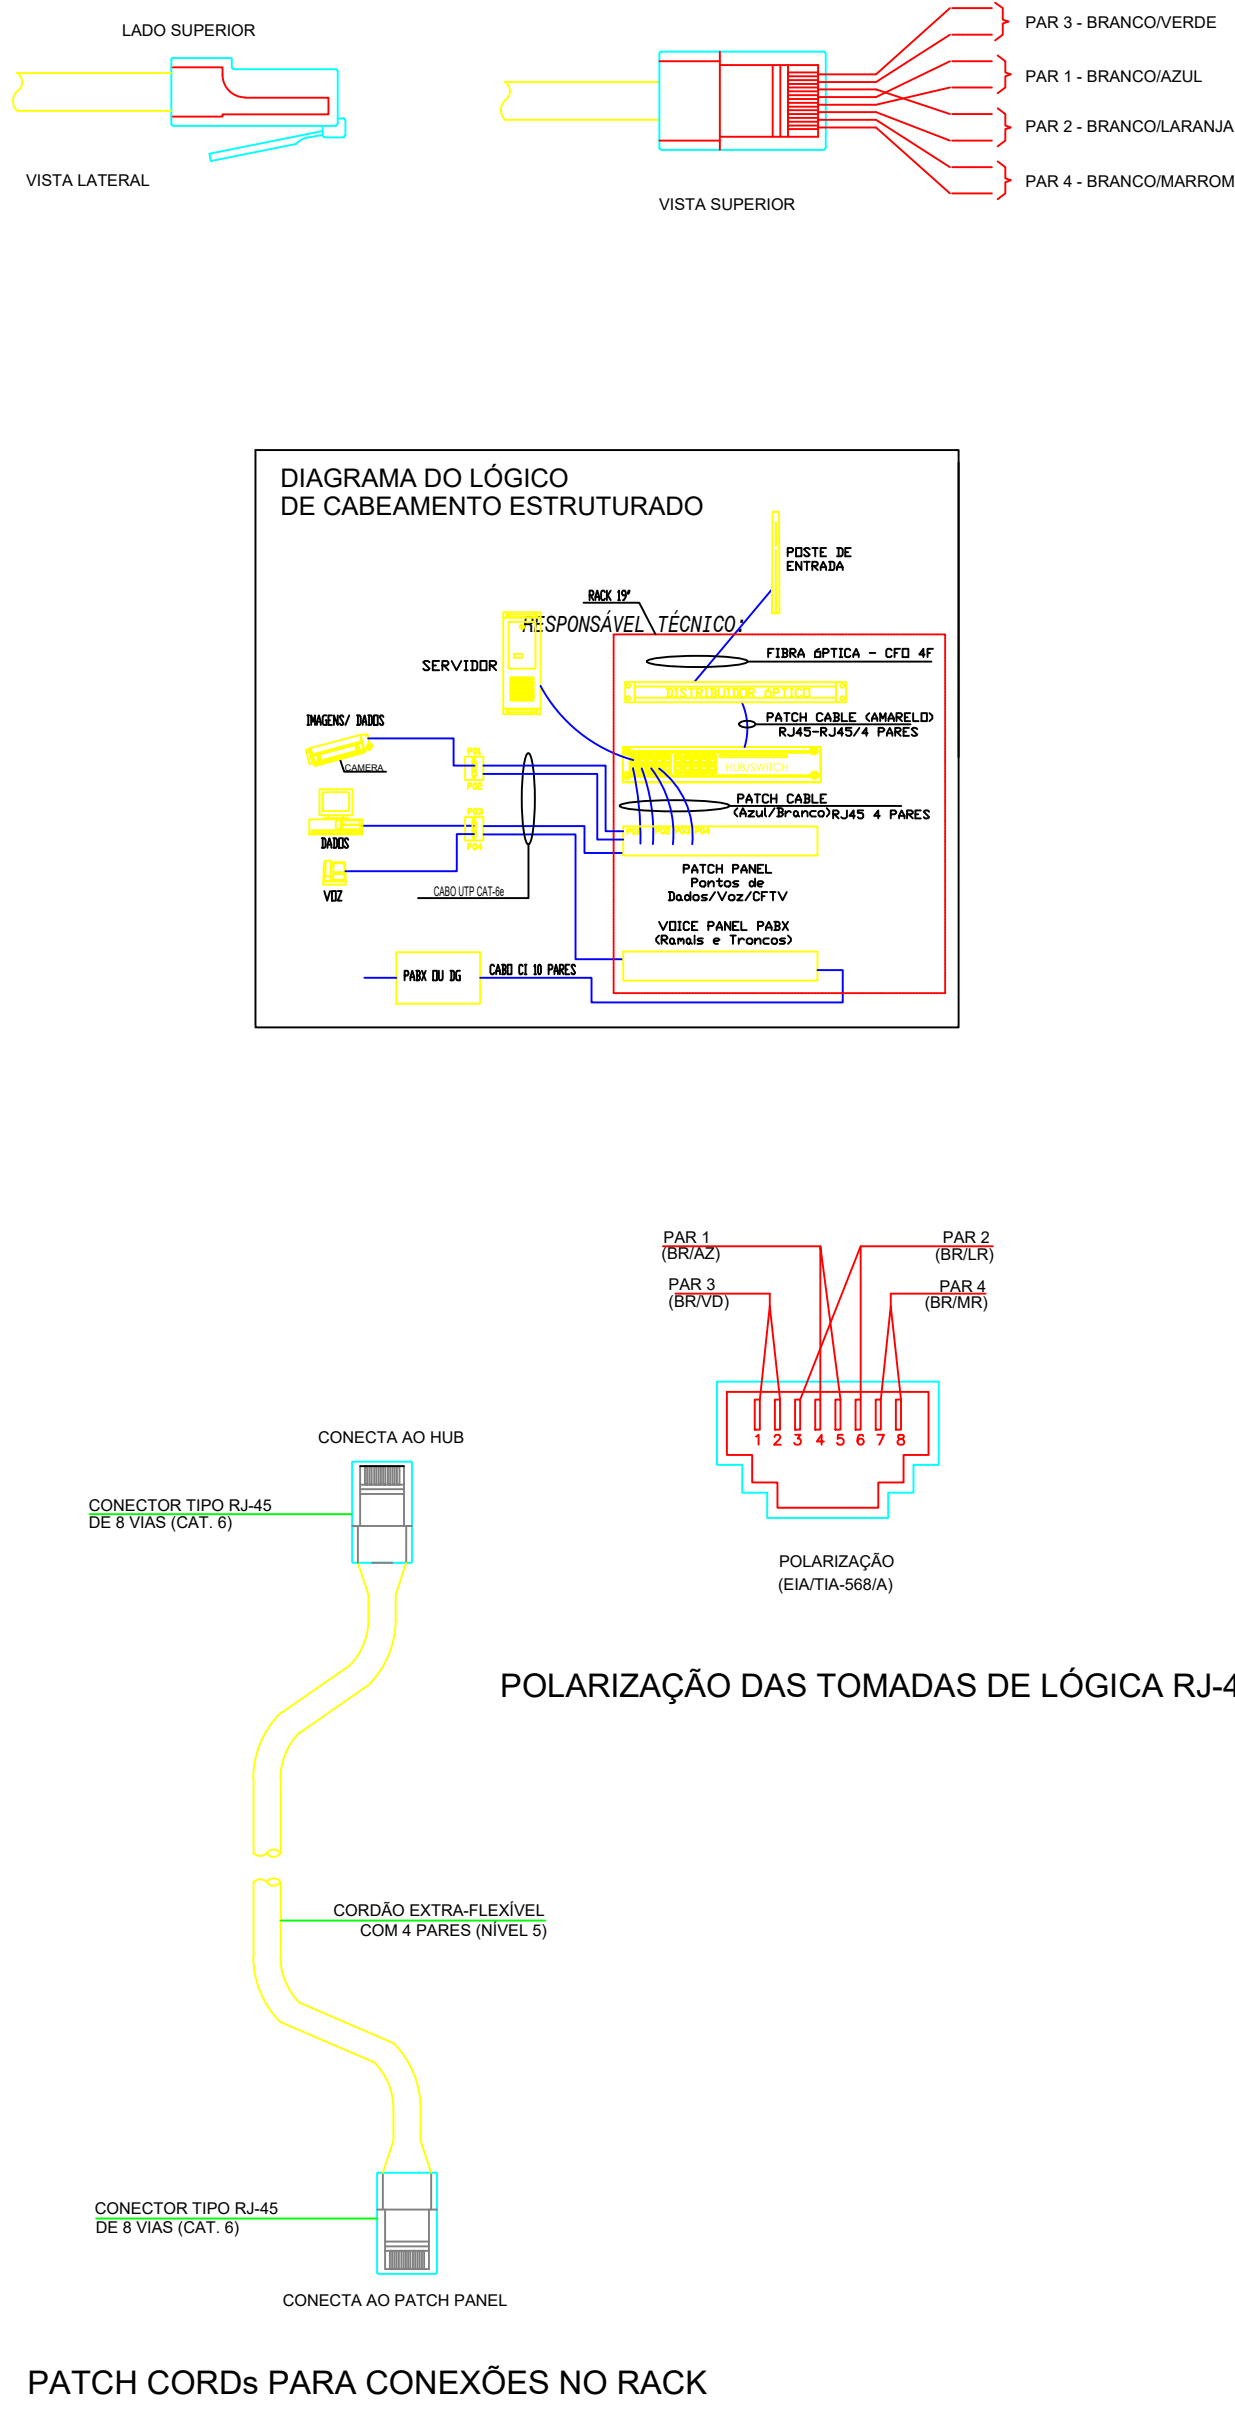 LADO SUPERIOR
VISTA LATERAL
VISTA SUPERIOR
PAR 3 - BRANCO/VERDE
PAR 1 - BRANCO/AZUL
PAR 2 - BRANCO/LARANJA
PAR 4 - BRANCO/MARROM
DIAGRAMA DO LÓGICO
DE CABEAMENTO ESTRUTURADO
POSTE DE
ENTRADA
RACK 19"
RESPONSÁVEL TÉCNICO:
SERVIDOR
FIBRA óPTICA - CFO 4F
DISTRIBUIDOR óPTICO
IMAGENS/ DADOS
CAMERA
PATCH CABLE (AMARELO)
RJ45-RJ45/4 PARES
HUB/SWITCH
P01
P02
PATCH CABLE
(Azul/Branco)RJ45 4 PARES
P03
P04
P01 P02 P03 P04
DADOS
VOZ
CABO UTP CAT-6e
PATCH PANEL
Pontos de
Dados/Voz/CFTV
VOICE PANEL PABX
(Ramais e Troncos)
PABX OU DG
CABO CI 10 PARES
PAR 1
(BR/AZ)
PAR 2
(BR/LR)
PAR 3
(BR/VD)
PAR 4
(BR/MR)
1 2 3 4 5 6 7 8
POLARIZAÇÃO
(EIA/TIA-568/A)
POLARIZAÇÃO DAS TOMADAS DE LÓGICA RJ-4
CONECTA AO HUB
CONECTOR TIPO RJ-45
DE 8 VIAS (CAT. 6)
CORDÃO EXTRA-FLEXÍVEL
COM 4 PARES (NÍVEL 5)
CONECTOR TIPO RJ-45
DE 8 VIAS (CAT. 6)
CONECTA AO PATCH PANEL
PATCH CORDs PARA CONEXÕES NO RACK